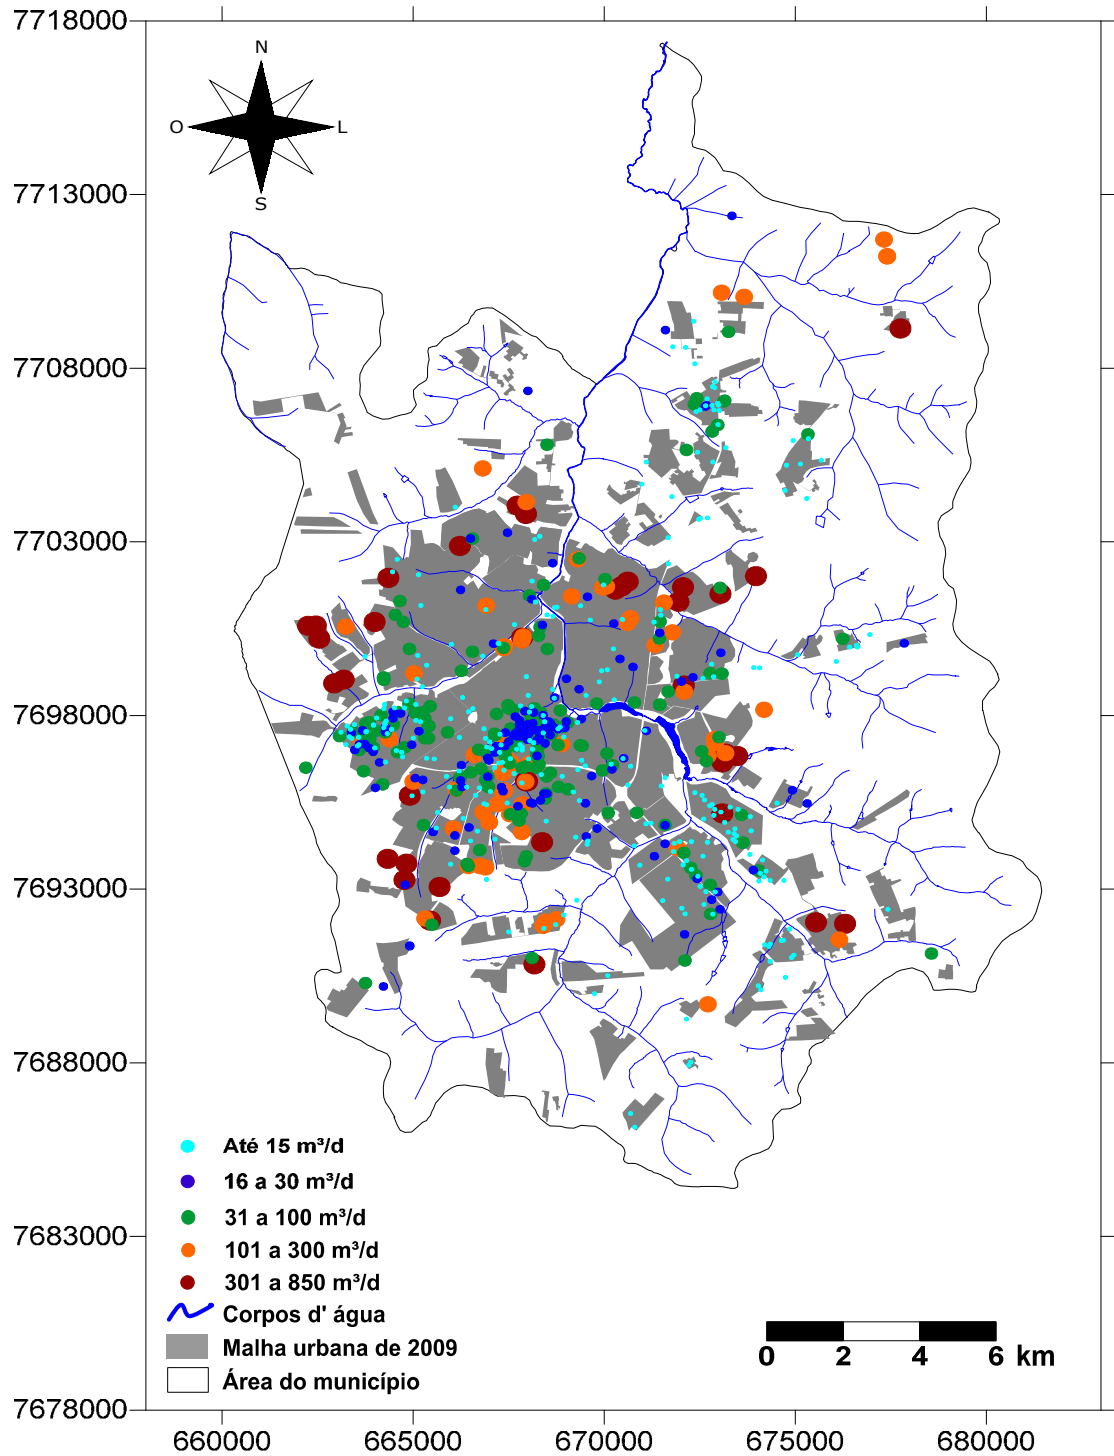 7718000
N
O
L
S
7713000
7708000
7703000
7698000
7693000
7688000
7683000
7678000
Até 15 m³/d
16 a 30 m³/d
31 a 100 m³/d
101 a 300 m³/d
301 a 850 m³/d
Corpos d' água
Malha urbana de 2009
Área do município
0 2 4 6 km
660000 665000 670000 675000 680000